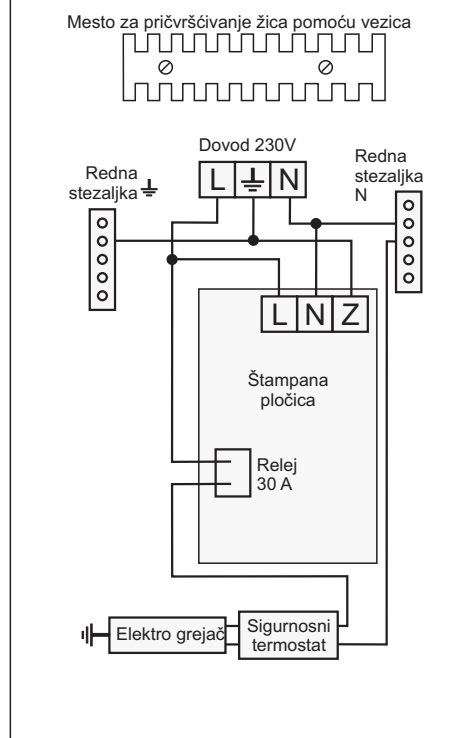 Mesto za pričvršćivanje žica pomoću vezica
Dovod 230V
Redna
stezaljka
Redna
stezaljka
N
L
N
L N Z
Štampana
pločica
Relej
30 A
Elektro grejač
Sigurnosni
termostat